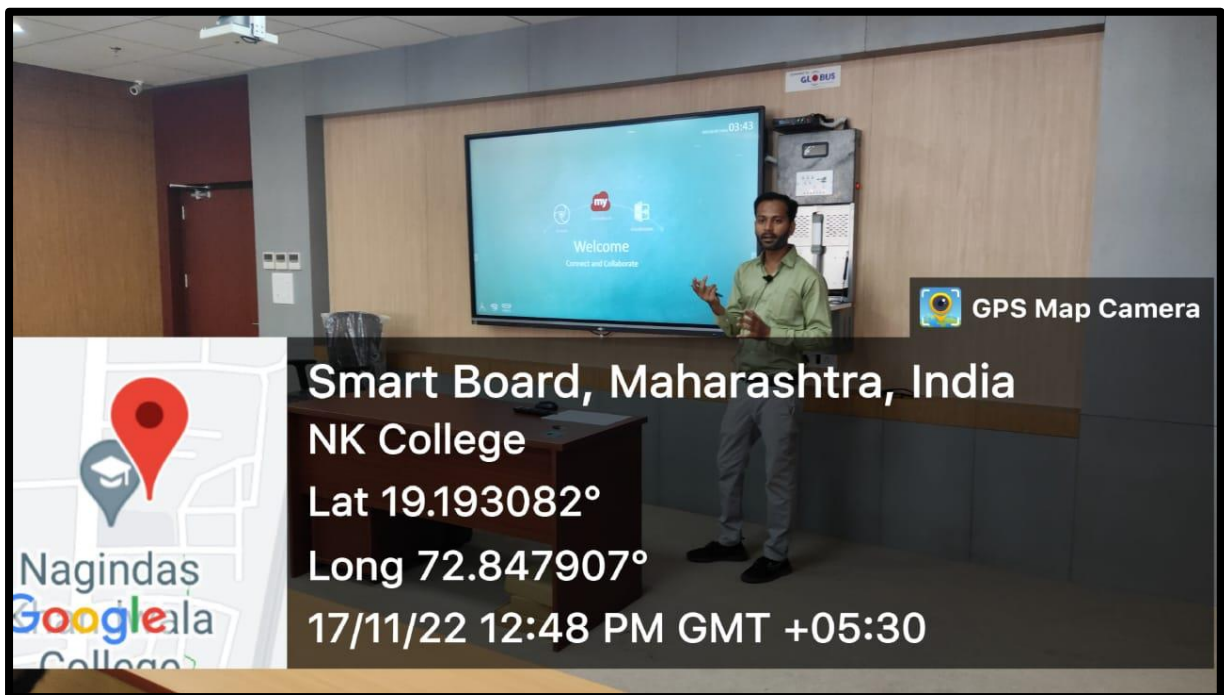 GLOBUS
03:43
my
Welcome
Connect and Collaborate
GPS Map Camera
Smart Board, Maharashtra, India
NK College
Lat 19.193082°
Long 72.847907°
17/11/22 12:48 PM GMT +05:30
Nagindas
Google
College